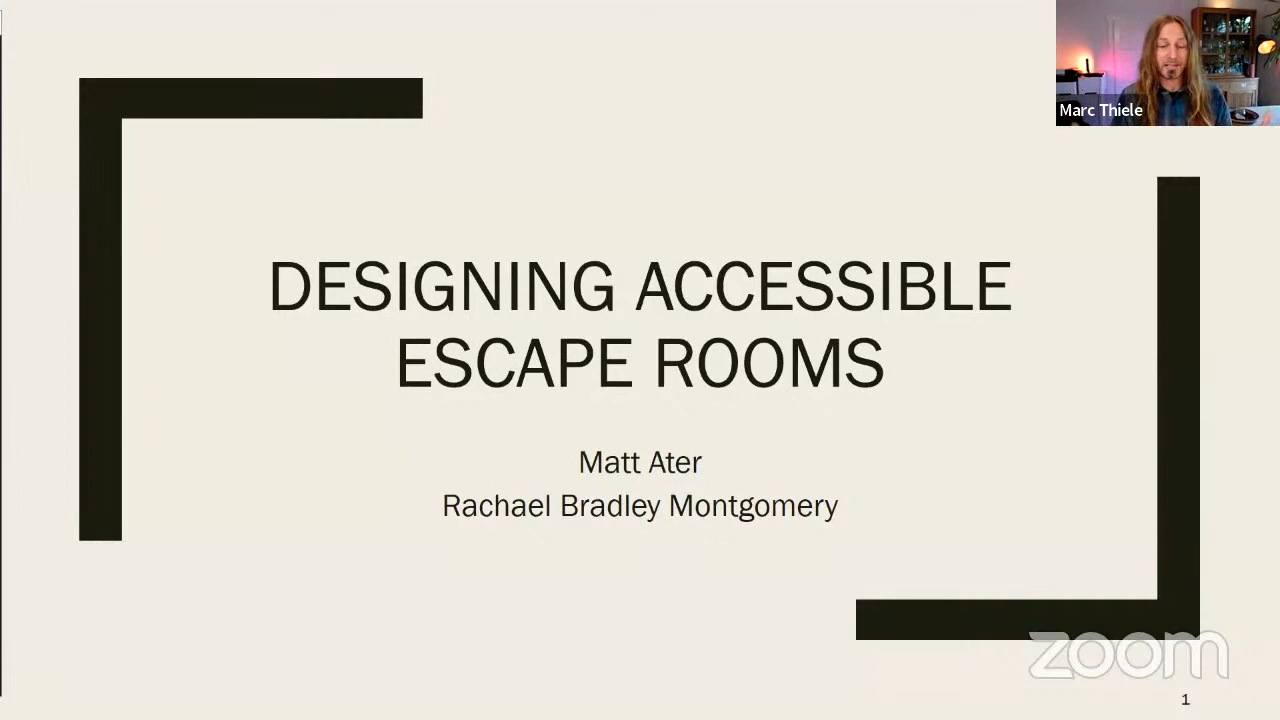 Marc Thiele
DESIGNING ACCESSIBLE
ESCAPE ROOMS
Matt Ater
Rachael Bradley Montgomery
zoom
1